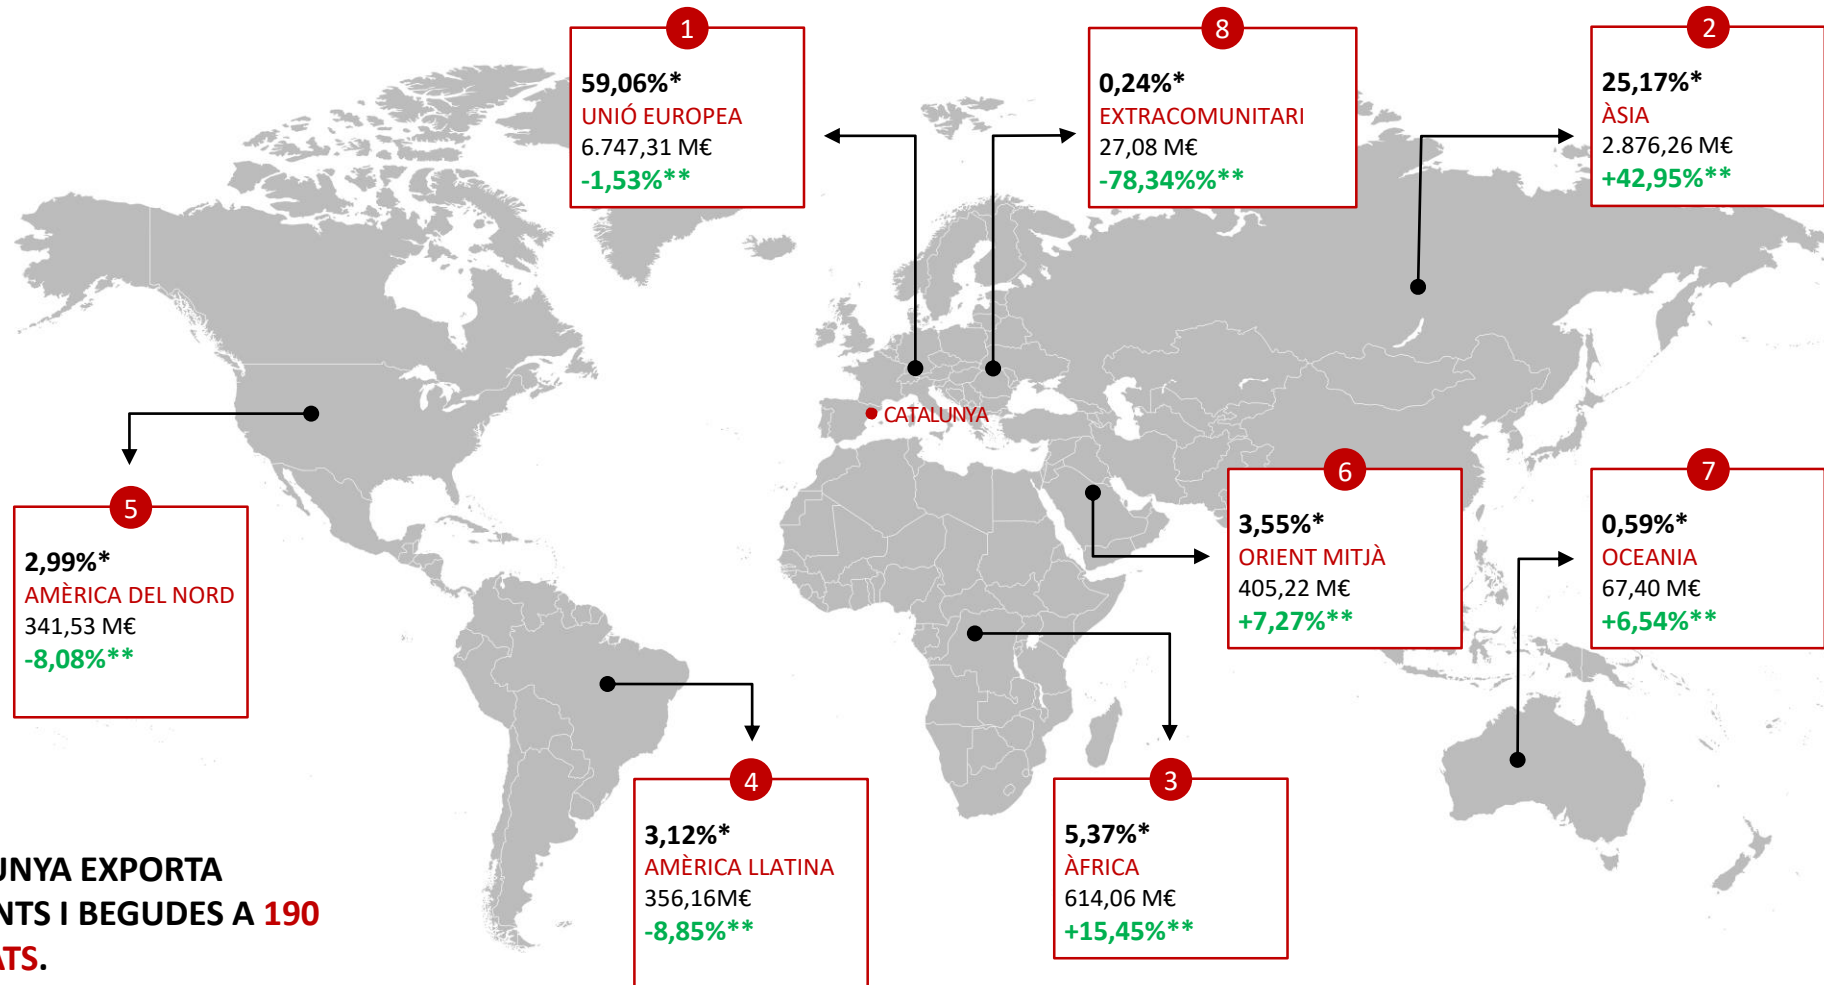 1
59,06%*
UNIÓ EUROPEA
6.747,31 M€
-1,53%**
8
0,24%*
EXTRACOMUNITARI
27,08 M€
-78,34%%**
2
25,17%*
ÀSIA
2.876,26 M€
+42,95%**
CATALUNYA
5
2,99%*
AMÈRICA DEL NORD
341,53 M€
-8,08%**
6
3,55%*
ORIENT MITJÀ
405,22 M€
+7,27%**
7
0,59%*
OCEANIA
67,40 M€
+6,54%**
4
3,12%*
AMÈRICA LLATINA
356,16M€
-8,85%**
3
5,37%*
ÀFRICA
614,06 M€
+15,45%**
UNYA EXPORTA
NTS I BEGUDES A 190
ATS.